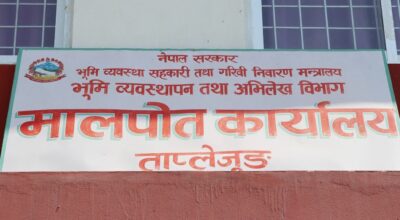 नेपाल सरकार
भूमि व्यवस्था सहकारी तथा गरिबी निवारण मन्त्रालय
भूमि व्यवस्थापन तथा अभिलेख विभाग
मालपोत कार्यालय
ताप्लेजुङ